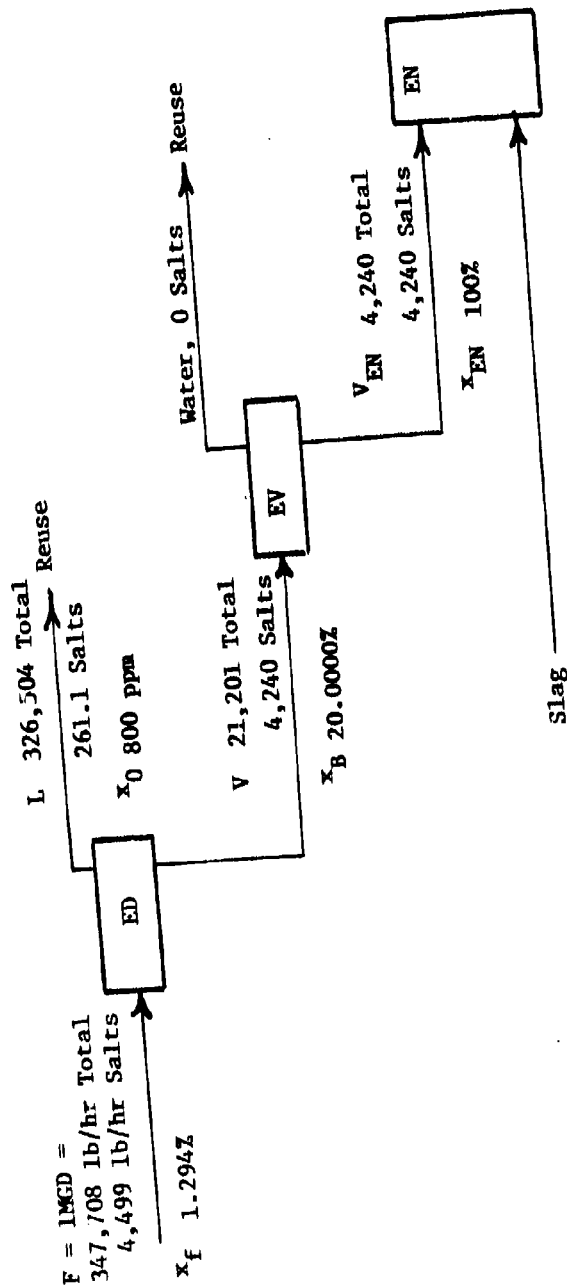 F = 1MGD =
347,708 lb/hr Total
4,499 lb/hr Salts
x_f 1.294%
ED
L 326,504 Total
261.1 Salts
Reuse
x_O 800 ppm
V 21,201 Total
4,240 Salts
x_B 20.0000%
EV
Water, 0 Salts
Reuse
V_EN 4,240 Total
4,240 Salts
x_EN 100%
EN
Slag